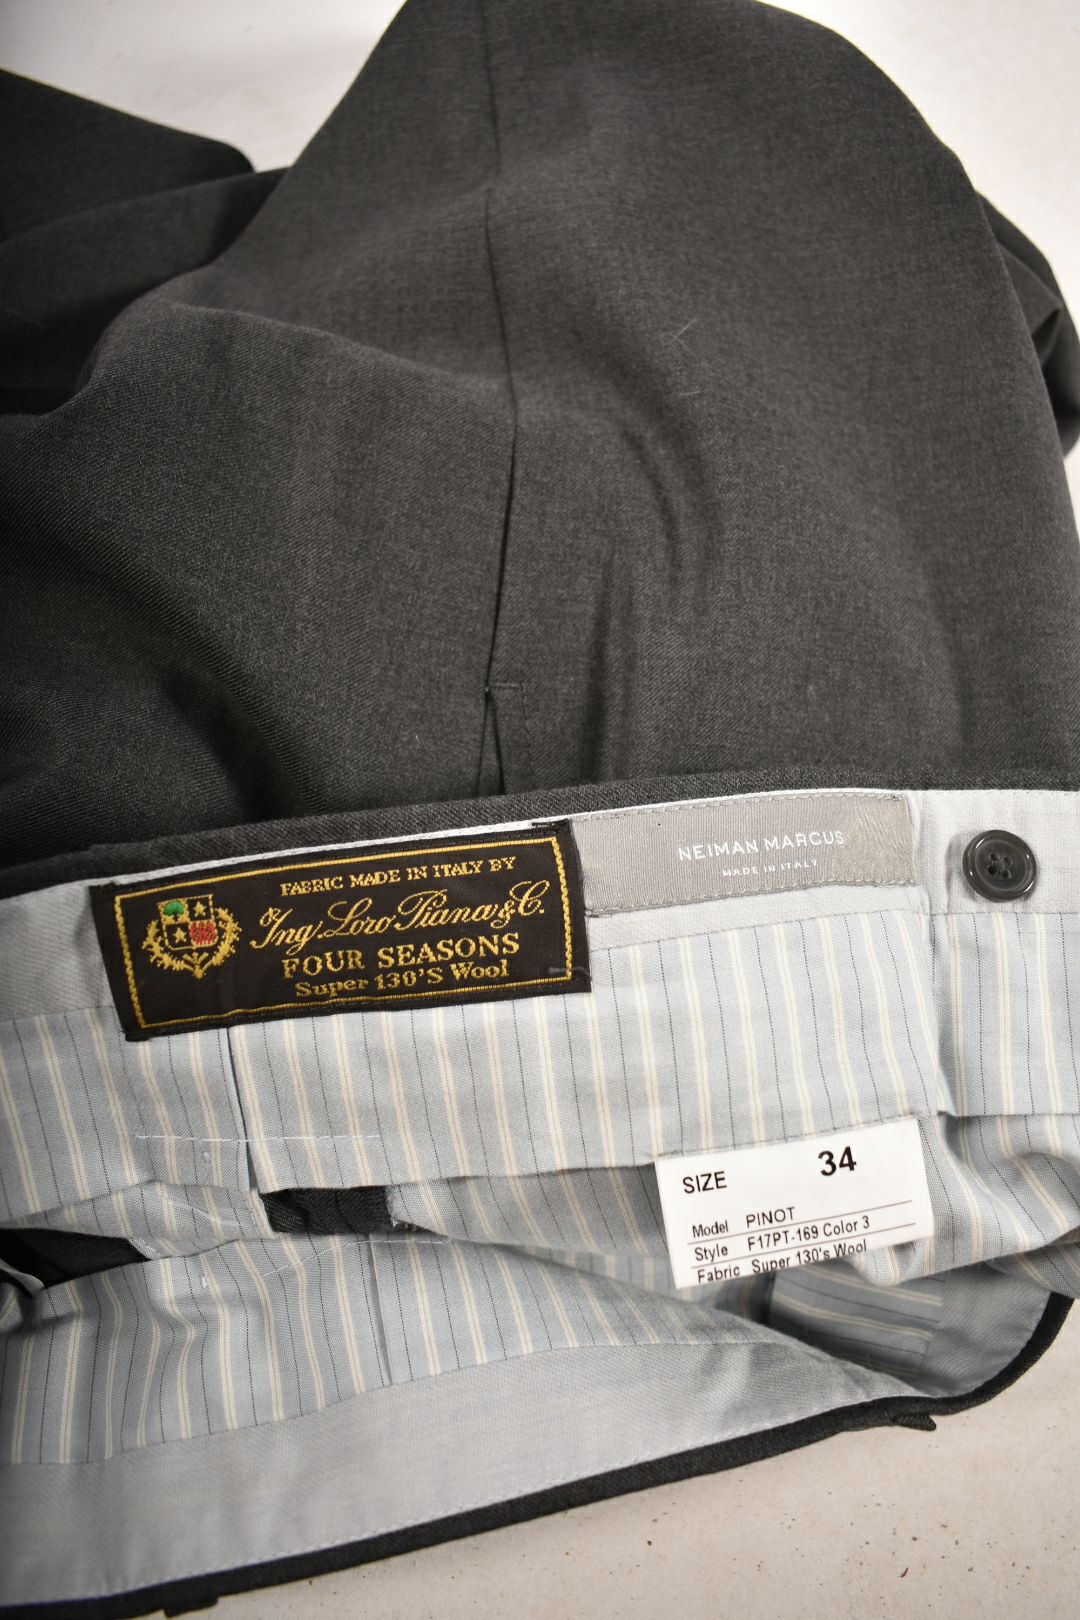 FABRIC MADE IN ITALY BY
Ing Loro Piana & C.
FOUR SEASONS
Super 130'S Wool
NEIMAN MARCUS
MADE IN ITALY
SIZE 34
Model PINOT
Style F17PT-169 Color 3
Fabric Super 130's Wool